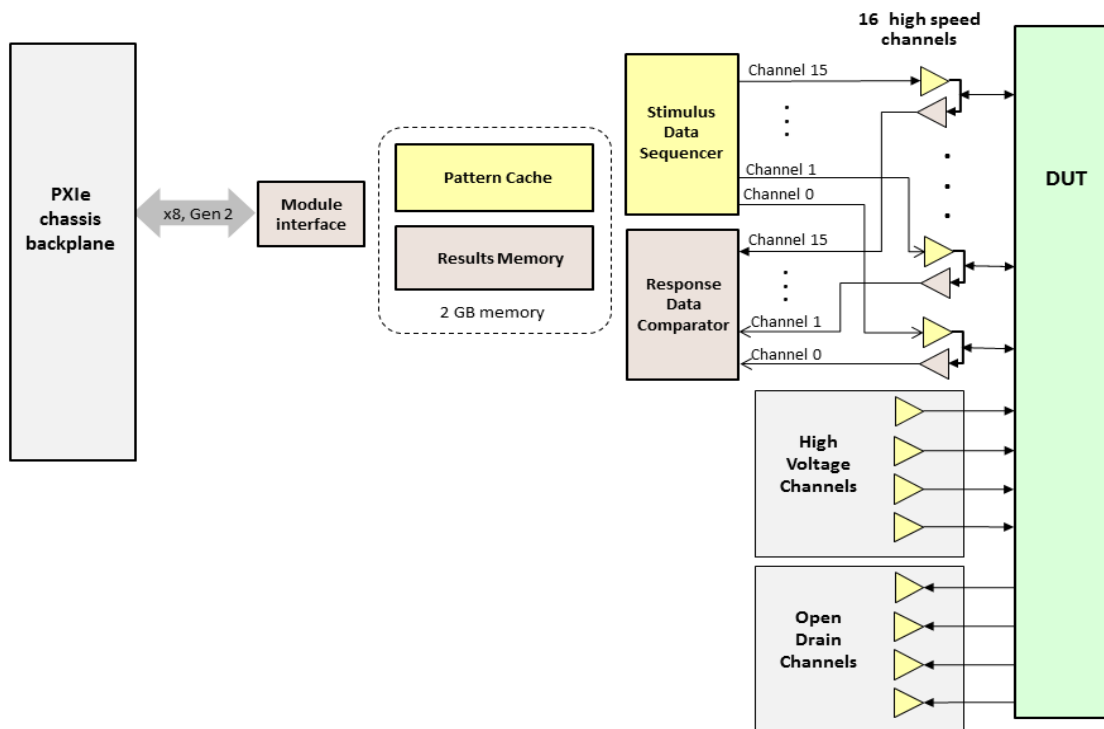 16 high speed
channels
PXIe
chassis
backplane
x8, Gen 2
Module
interface
Pattern Cache
Results Memory
2 GB memory
Stimulus
Data
Sequencer
Channel 15
Channel 1
Channel 0
Response
Data
Comparator
Channel 15
Channel 1
Channel 0
DUT
High
Voltage
Channels
Open
Drain
Channels